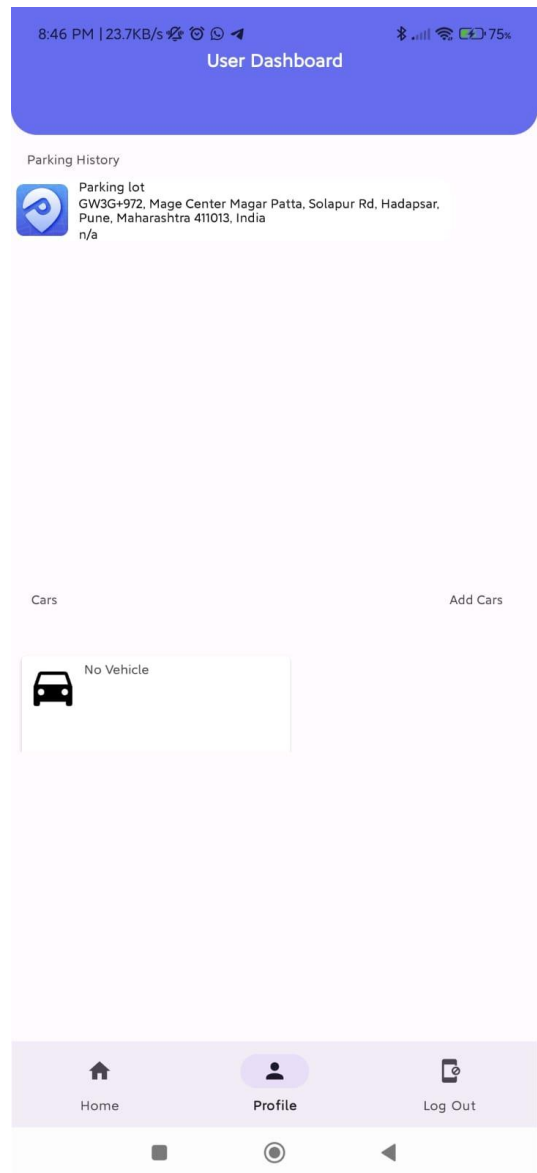 8:46 PM | 23.7KB/s 75%
User Dashboard
Parking History
Parking lot
GW3G+972, Mage Center Magar Patta, Solapur Rd, Hadapsar,
Pune, Maharashtra 411013, India
n/a
Cars Add Cars
No Vehicle
Home Profile Log Out